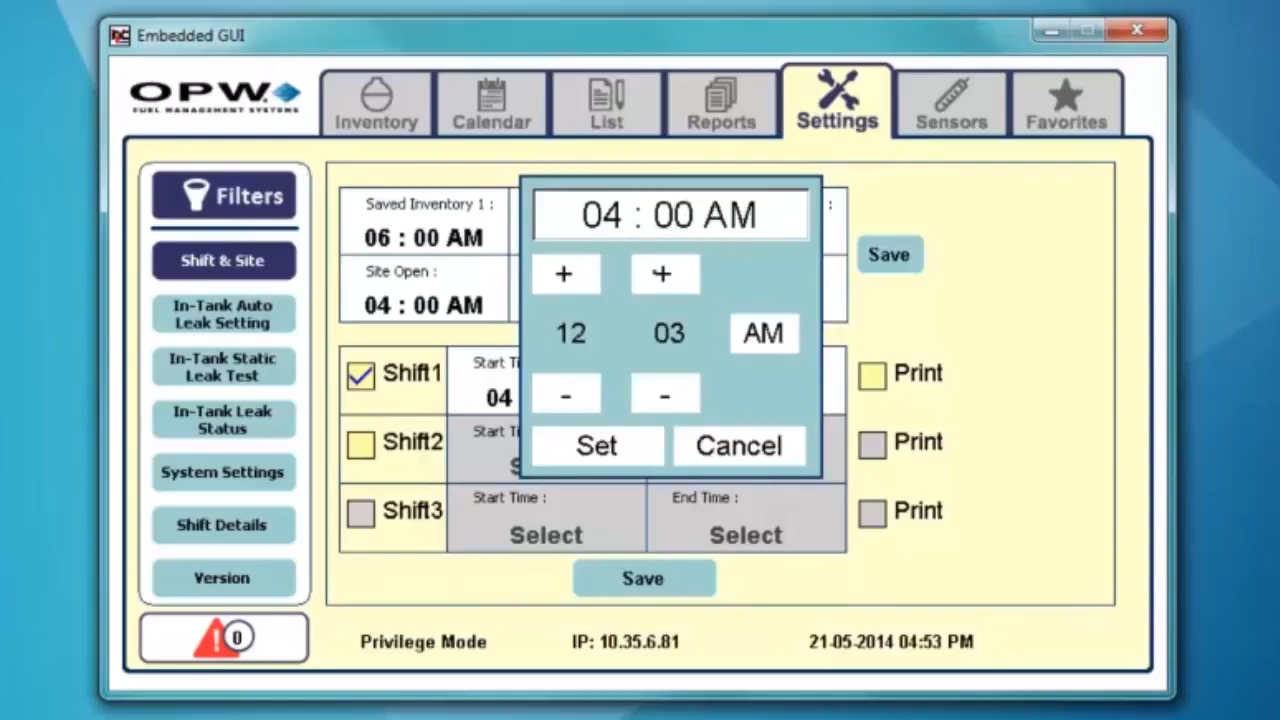 Embedded GUI
OPW
FUEL MANAGEMENT SYSTEMS
Inventory
Calendar
List
Reports
Settings
Sensors
Favorites
Filters
Shift & Site
In-Tank Auto
Leak Setting
In-Tank Static
Leak Test
In-Tank Leak
Status
System Settings
Shift Details
Version
0
Saved Inventory 1 :
06 : 00 AM
:
Site Open :
04 : 00 AM
Save
04 : 00 AM
+ +
12 03 AM
- -
Set Cancel
Shift1
Start Ti
04
Print
Shift2
Start Ti
S
Print
Shift3
Start Time :
Select
End Time :
Select
Print
Save
Privilege Mode
IP: 10.35.6.81
21-05-2014 04:53 PM